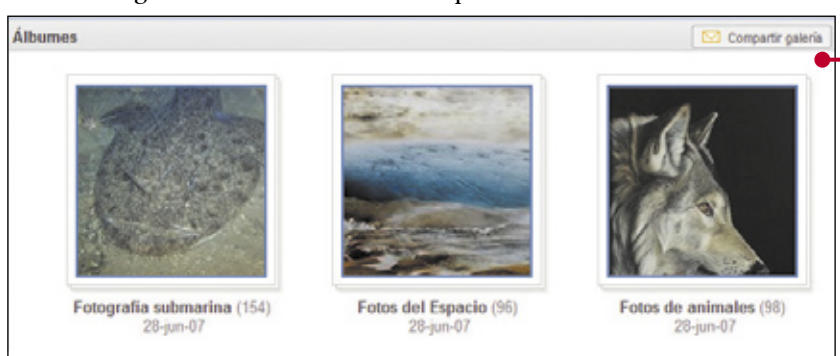 Álbumes
Compartir galería
Fotografía submarina (154)
28-jun-07
Fotos del Espacio (96)
28-jun-07
Fotos de animales (98)
28-jun-07